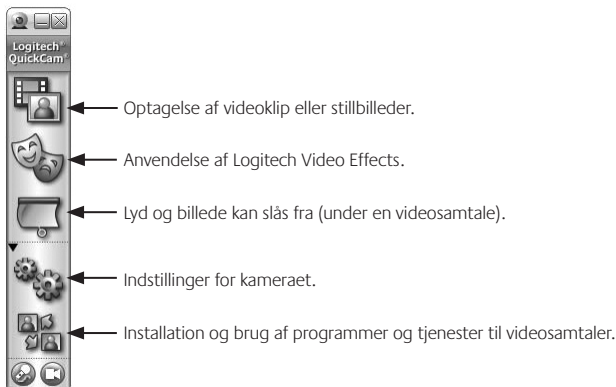 Logitech®
QuickCam®
Optagelse af videoklip eller stillbilleder.
Anvendelse af Logitech Video Effects.
Lyd og billede kan slås fra (under en videosamtale).
Indstillinger for kameraet.
Installation og brug af programmer og tjenester til videosamtaler.